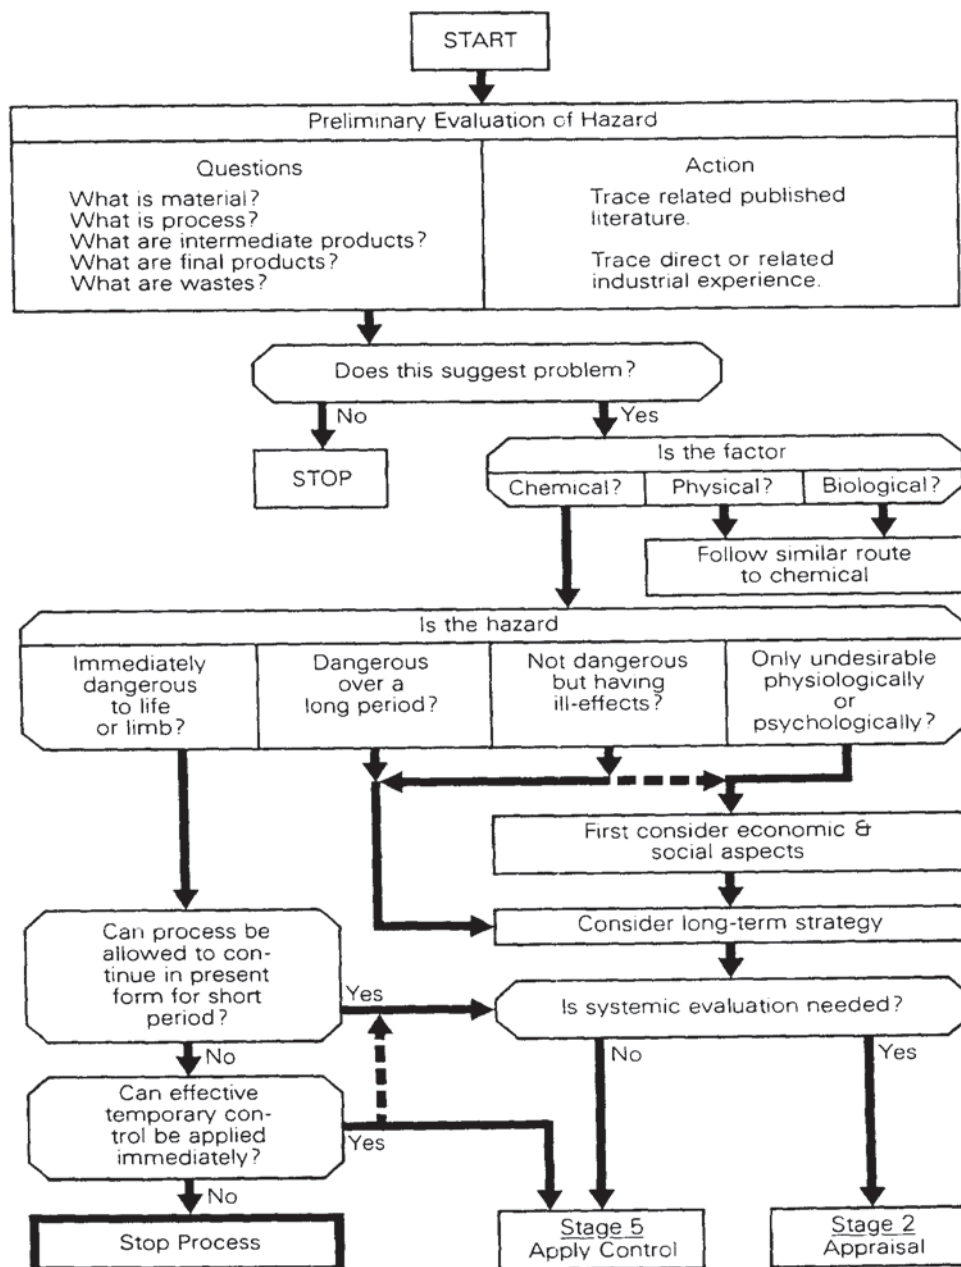 START
Preliminary Evaluation of Hazard
Questions
What is material?
What is process?
What are intermediate products?
What are final products?
What are wastes?
Action
Trace related published
literature.
Trace direct or related
industrial experience.
Does this suggest problem?
No
Yes
STOP
Is the factor
Chemical?
Physical?
Biological?
Follow similar route
to chemical
Is the hazard
Immediately
dangerous
to life
or limb?
Dangerous
over a
long period?
Not dangerous
but having
ill-effects?
Only undesirable
physiologically
or
psychologically?
First consider economic &
social aspects
Consider long-term strategy
Can process be
allowed to con-
tinue in present
form for short
period?
Yes
Is systemic evaluation needed?
No
No
Yes
Can effective
temporary con-
trol be applied
immediately?
Yes
No
Stop Process
Stage 5
Apply Control
Stage 2
Appraisal